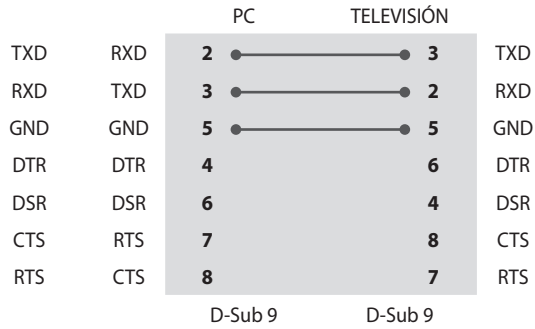 PC TELEVISIÓN
TXD RXD 2 3 TXD
RXD TXD 3 2 RXD
GND GND 5 5 GND
DTR DTR 4 6 DTR
DSR DSR 6 4 DSR
CTS RTS 7 8 CTS
RTS CTS 8 7 RTS
D-Sub 9 D-Sub 9